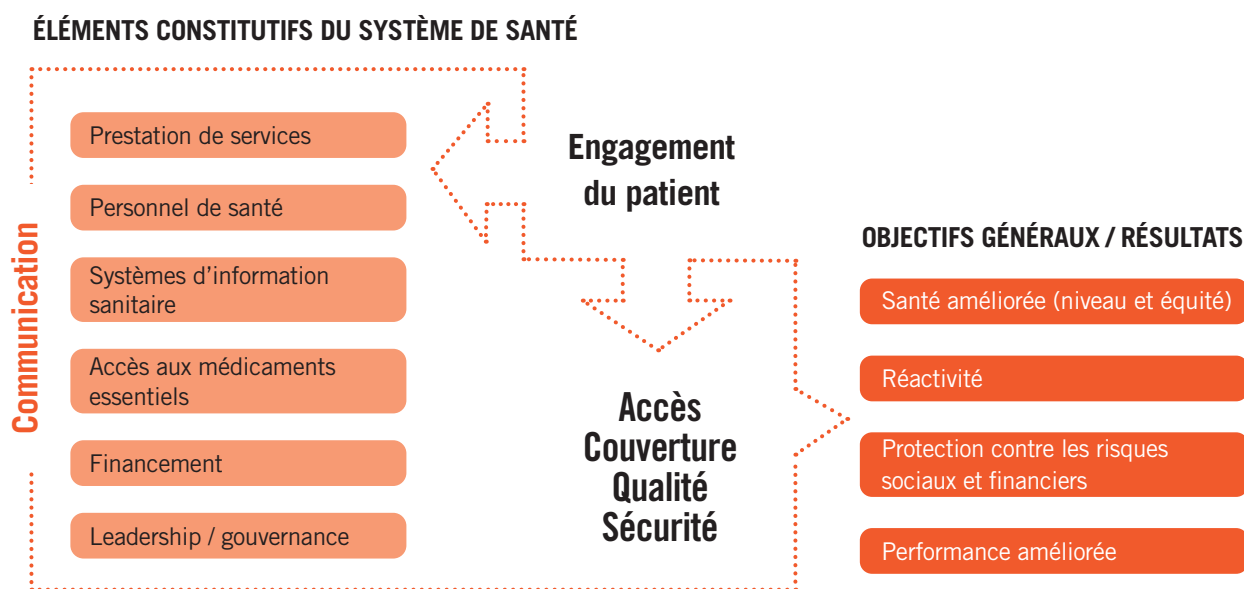 ÉLÉMENTS CONSTITUTIFS DU SYSTÈME DE SANTÉ
Communication
Prestation de services
Personnel de santé
Systèmes d’information
sanitaire
Accès aux médicaments
essentiels
Financement
Leadership / gouvernance
Engagement
du patient
Accès
Couverture
Qualité
Sécurité
OBJECTIFS GÉNÉRAUX / RÉSULTATS
Santé améliorée (niveau et équité)
Réactivité
Protection contre les risques
sociaux et financiers
Performance améliorée